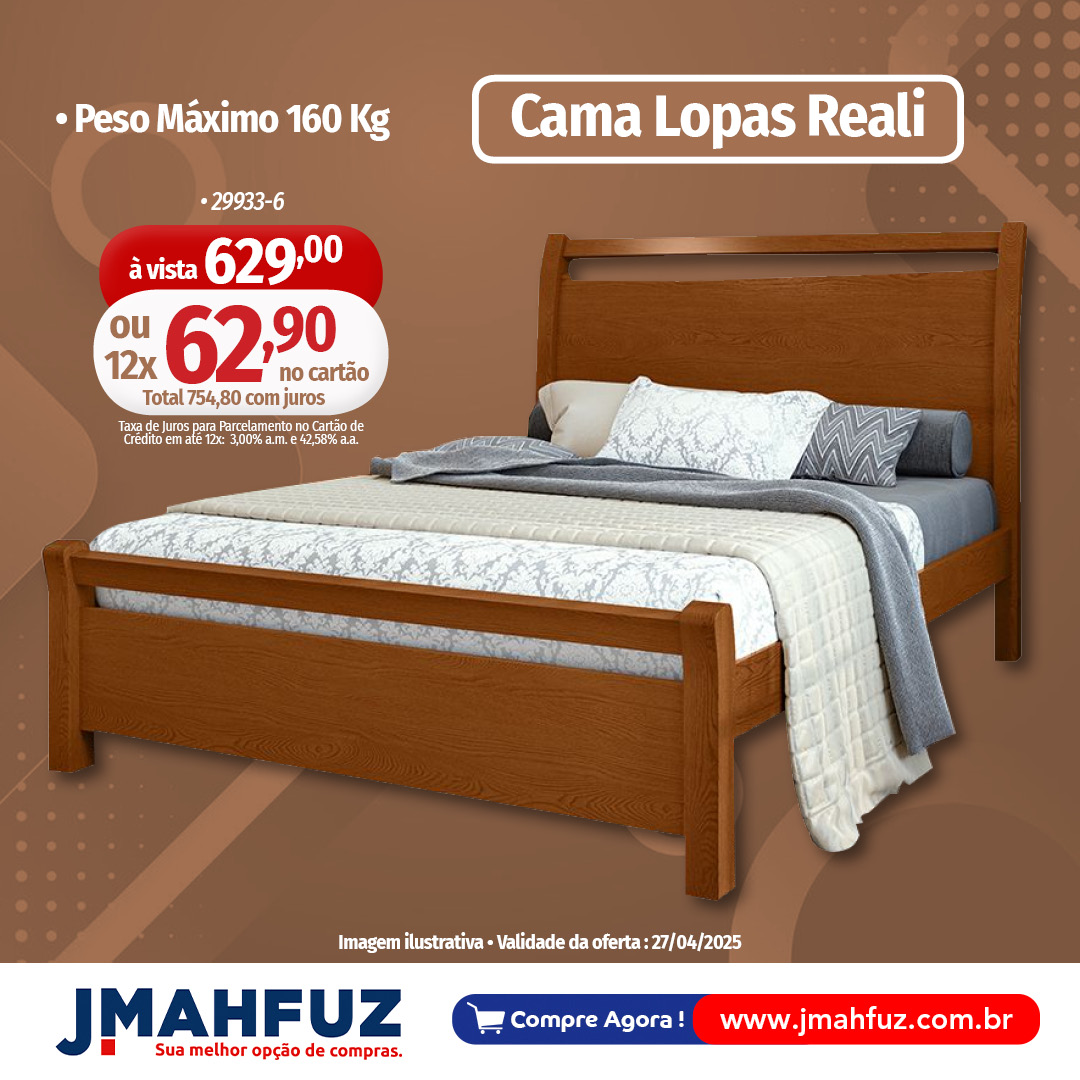 • Peso Máximo 160 Kg
Cama Lopas Reali
• 29933-6
à vista 629,00
ou 12x 62,90 no cartão
Total 754,80 com juros
Taxa de Juros para Parcelamento no Cartão de
Crédito em até 12x: 3,00% a.m. e 42,58% a.a.
Imagem ilustrativa • Validade da oferta : 27/04/2025
JMAHFUZ
Sua melhor opção de compras.
Compre Agora !
www.jmahfuz.com.br